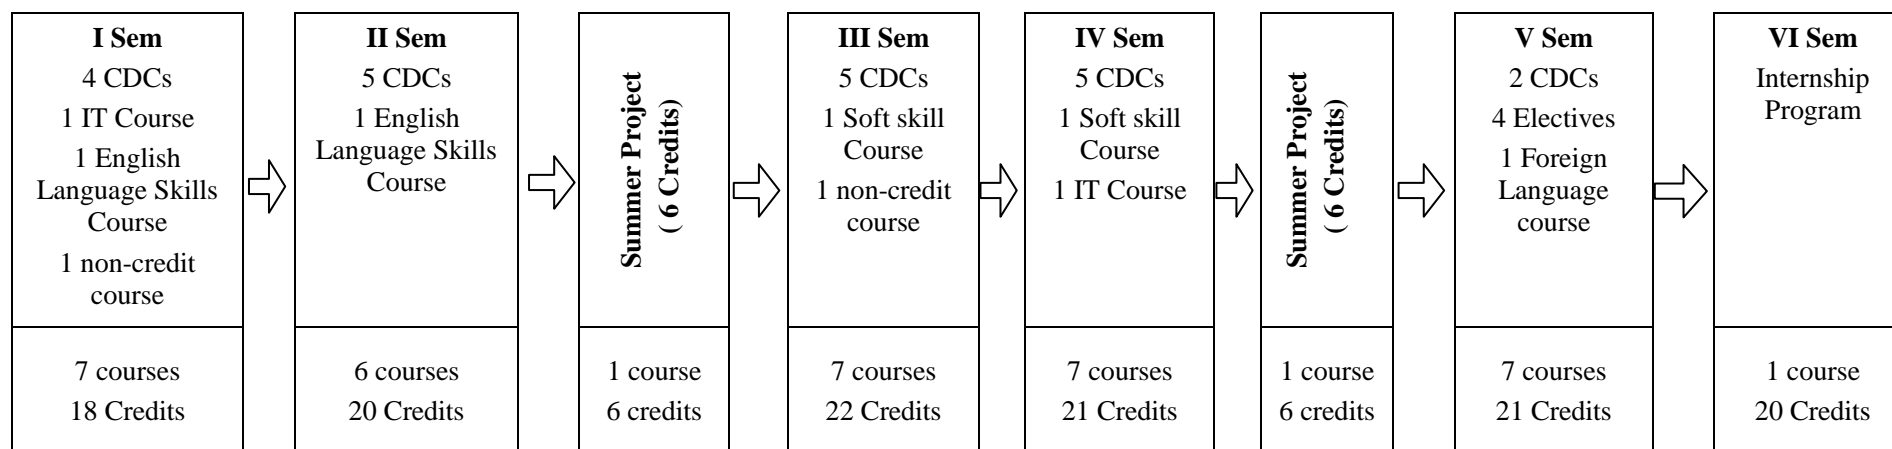 I Sem
4 CDCs
1 IT Course
1 English
Language Skills
Course
1 non-credit
course
7 courses
18 Credits
II Sem
5 CDCs
1 English
Language Skills
Course
6 courses
20 Credits
Summer Project
( 6 Credits)
1 course
6 credits
III Sem
5 CDCs
1 Soft skill
Course
1 non-credit
course
7 courses
22 Credits
IV Sem
5 CDCs
1 Soft skill
Course
1 IT Course
7 courses
21 Credits
Summer Project
( 6 Credits)
1 course
6 credits
V Sem
2 CDCs
4 Electives
1 Foreign
Language
course
7 courses
21 Credits
VI Sem
Internship
Program
1 course
20 Credits